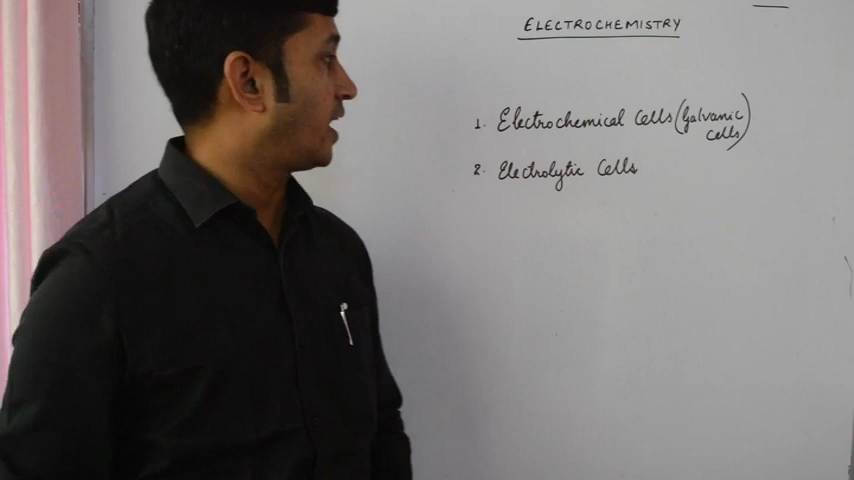 ELECTROCHEMISTRY
1. Electrochemical Cells (Galvanic
cells)
2. Electrolytic Cells